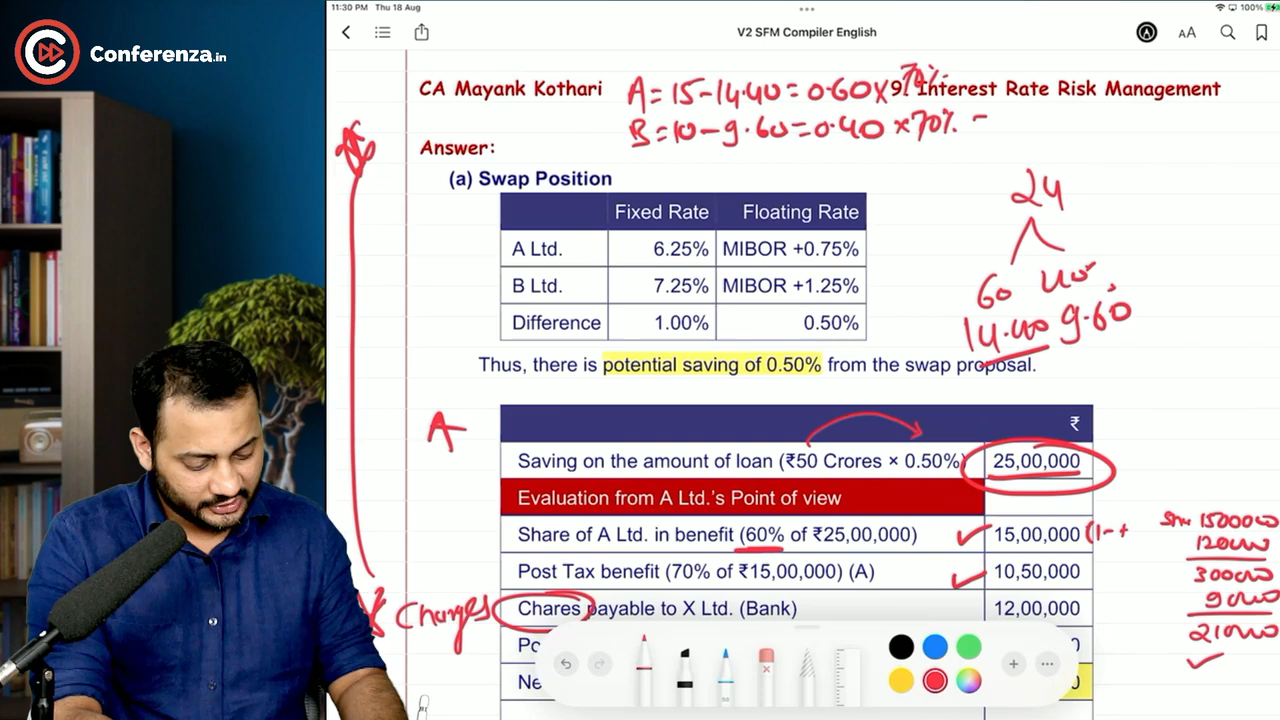 11:30 PM Thu 18 Aug
100%
V2 SFM Compiler English
AA
Conferenza.in
CA Mayank Kothari
9. Interest Rate Risk Management
A = 15-14.40 = 0.60 x 70%
B = 10 - 9.60 = 0.40 x 70% =
Answer:
(a) Swap Position
Fixed Rate Floating Rate
A Ltd. 6.25% MIBOR +0.75%
B Ltd. 7.25% MIBOR +1.25%
Difference 1.00% 0.50%
24
60 40
14.40 9.60
Thus, there is potential saving of 0.50% from the swap proposal.
A
₹
Saving on the amount of loan (₹50 Crores × 0.50%) 25,00,000
Evaluation from A Ltd.'s Point of view
Share of A Ltd. in benefit (60% of ₹25,00,000) 15,00,000 (1-t
Post Tax benefit (70% of ₹15,00,000) (A) 10,50,000
Charges
Chares payable to X Ltd. (Bank) 12,00,000
1500000
1200000
300000
90000
210000
Po
Ne